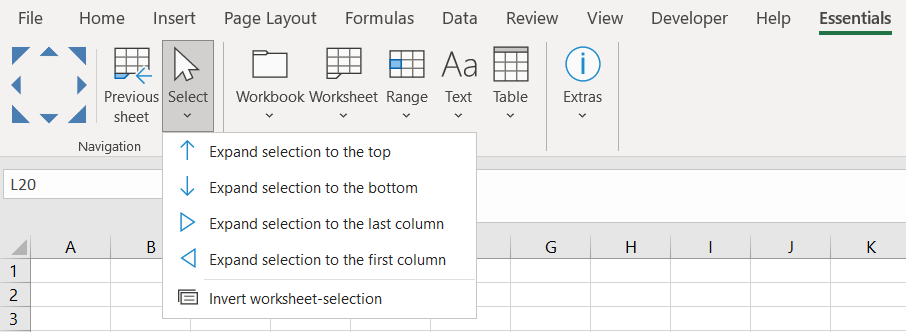 File Home Insert Page Layout Formulas Data Review View Developer Help Essentials
Previous sheet
Select
Workbook Worksheet Range Text Table Extras
Aa
Navigation
Expand selection to the top
Expand selection to the bottom
Expand selection to the last column
Expand selection to the first column
Invert worksheet-selection
L20
A B G H I J K
1
2
3